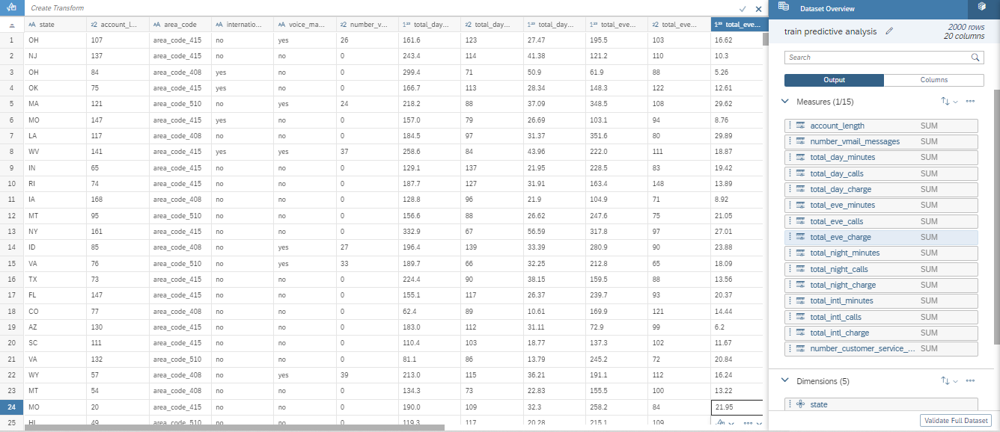 Create Transform
state account_l... area_code internatio... voice_ma... number_v... total_day... total_day... total_day... total_eve... total_eve... total_eve...
1 OH 107 area_code_415 no yes 26 161.6 123 27.47 195.5 103 16.62
2 NJ 137 area_code_415 no no 0 243.4 114 41.38 121.2 110 10.3
3 OH 84 area_code_408 yes no 0 299.4 71 50.9 61.9 88 5.26
4 OK 75 area_code_415 yes no 0 166.7 113 28.34 148.3 122 12.61
5 MA 121 area_code_510 no yes 24 218.2 88 37.09 348.5 108 29.62
6 MO 147 area_code_415 yes no 0 157.0 79 26.69 103.1 94 8.76
7 LA 117 area_code_408 no no 0 184.5 97 31.37 351.6 80 29.89
8 WV 141 area_code_415 yes yes 37 258.6 84 43.96 222.0 111 18.87
9 IN 65 area_code_415 no no 0 129.1 137 21.95 228.5 83 19.42
10 RI 74 area_code_415 no no 0 187.7 127 31.91 163.4 148 13.89
11 IA 168 area_code_408 no no 0 128.8 96 21.9 104.9 71 8.92
12 MT 95 area_code_510 no no 0 156.6 88 26.62 247.6 75 21.05
13 NY 161 area_code_415 no no 0 332.9 67 56.59 317.8 97 27.01
14 ID 85 area_code_408 no yes 27 196.4 139 33.39 280.9 90 23.88
15 VA 76 area_code_510 no yes 33 189.7 66 32.25 212.8 65 18.09
16 TX 73 area_code_415 no no 0 224.4 90 38.15 159.5 88 13.56
17 FL 147 area_code_415 no no 0 155.1 117 26.37 239.7 93 20.37
18 CO 77 area_code_408 no no 0 62.4 89 10.61 169.9 121 14.44
19 AZ 130 area_code_415 no no 0 183.0 112 31.11 72.9 99 6.2
20 SC 111 area_code_415 no no 0 110.4 103 18.77 137.3 102 11.67
21 VA 132 area_code_510 no no 0 81.1 86 13.79 245.2 72 20.84
22 WY 57 area_code_408 no yes 39 213.0 115 36.21 191.1 112 16.24
23 MT 54 area_code_408 no no 0 134.3 73 22.83 155.5 100 13.22
24 MO 20 area_code_415 no no 0 190.0 109 32.3 258.2 84 21.95
25 HI 49 area_code_510 no no 0 119.3 117 20.28 215.1 109
Dataset Overview
train predictive analysis
2000 rows
20 columns
Search
Output Columns
Measures (1/15)
account_length SUM
number_vmail_messages SUM
total_day_minutes SUM
total_day_calls SUM
total_day_charge SUM
total_eve_minutes SUM
total_eve_calls SUM
total_eve_charge SUM
total_night_minutes SUM
total_night_calls SUM
total_night_charge SUM
total_intl_minutes SUM
total_intl_calls SUM
total_intl_charge SUM
number_customer_service_... SUM
Dimensions (5)
state
Validate Full Dataset